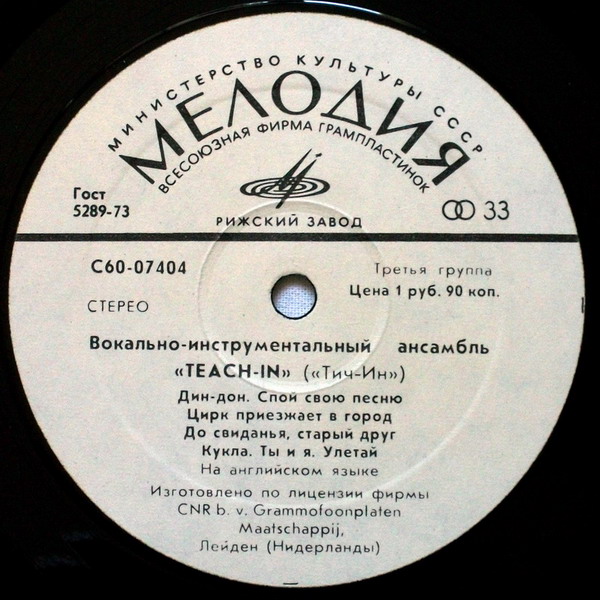 МИНИСТЕРСТВО КУЛЬТУРЫ СССР
МЕЛОДИЯ
ВСЕСОЮЗНАЯ ФИРМА ГРАМПЛАСТИНОК
Гост
5289-73
РИЖСКИЙ ЗАВОД
33
С60-07404
Третья группа
Цена 1 руб. 90 коп.
СТЕРЕО
Вокально-инструментальный ансамбль
«TEACH-IN» («Тич-Ин»)
Дин-дон. Спой свою песню
Цирк приезжает в город
До свиданья, старый друг
Кукла. Ты и я. Улетай
На английском языке
Изготовлено по лицензии фирмы
CNR b. v. Grammofoonplaten
Maatschappij,
Лейден (Нидерланды)